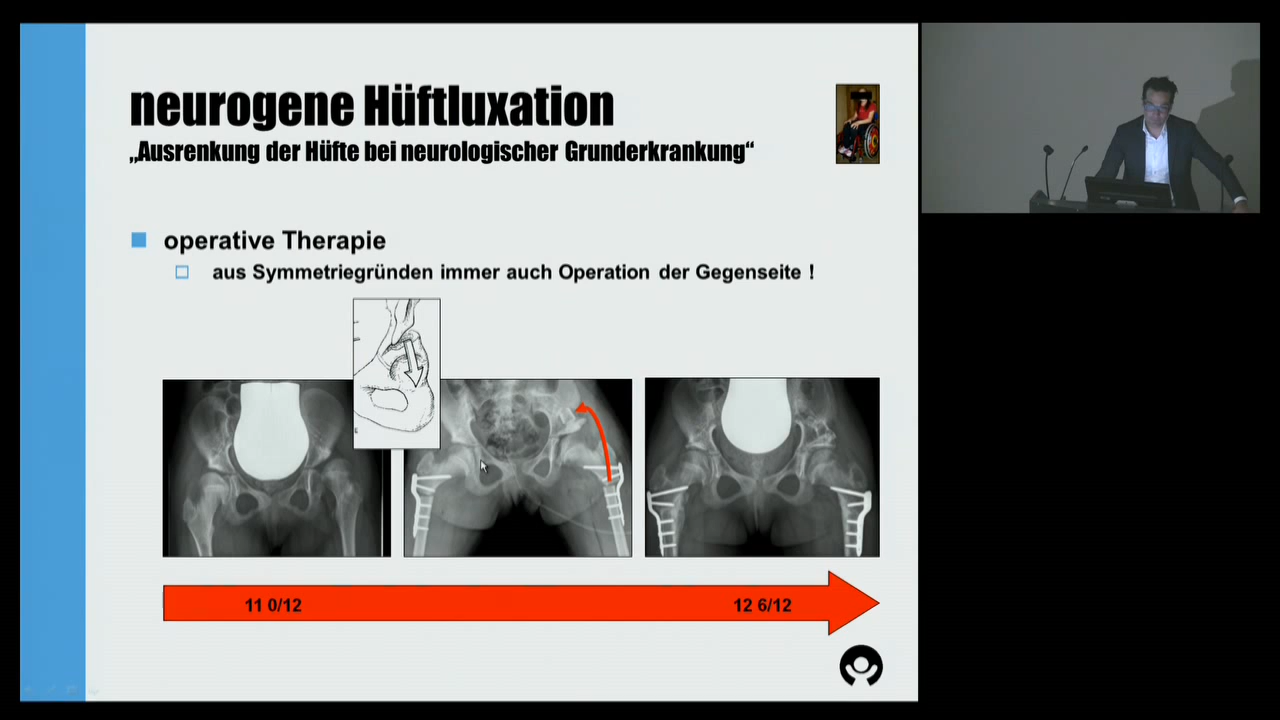 neurogene Hüftluxation
„Ausrenkung der Hüfte bei neurologischer Grunderkrankung“
operative Therapie
aus Symmetriegründen immer auch Operation der Gegenseite !
11 0/12
12 6/12